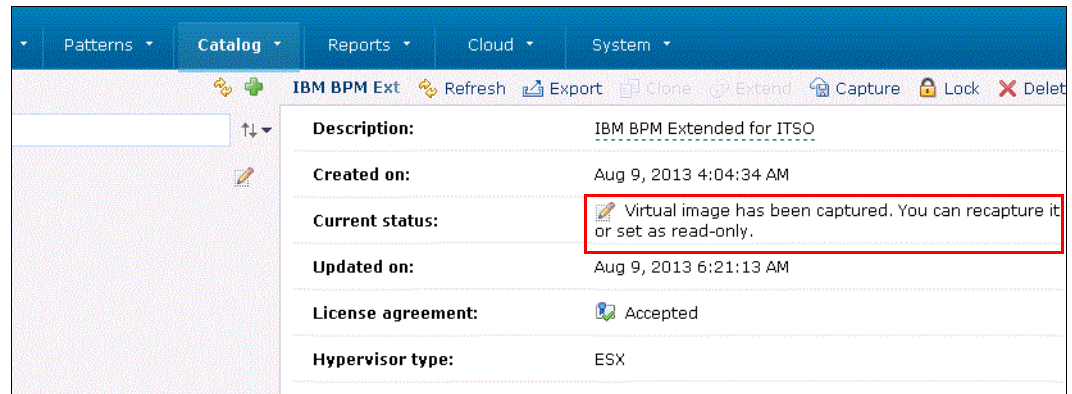 Patterns Catalog Reports Cloud System
IBM BPM Ext Refresh Export Clone Extend Capture Lock Delet
Description: IBM BPM Extended for ITSO
Created on: Aug 9, 2013 4:04:34 AM
Current status: Virtual image has been captured. You can recapture it
or set as read-only.
Updated on: Aug 9, 2013 6:21:13 AM
License agreement: Accepted
Hypervisor type: ESX